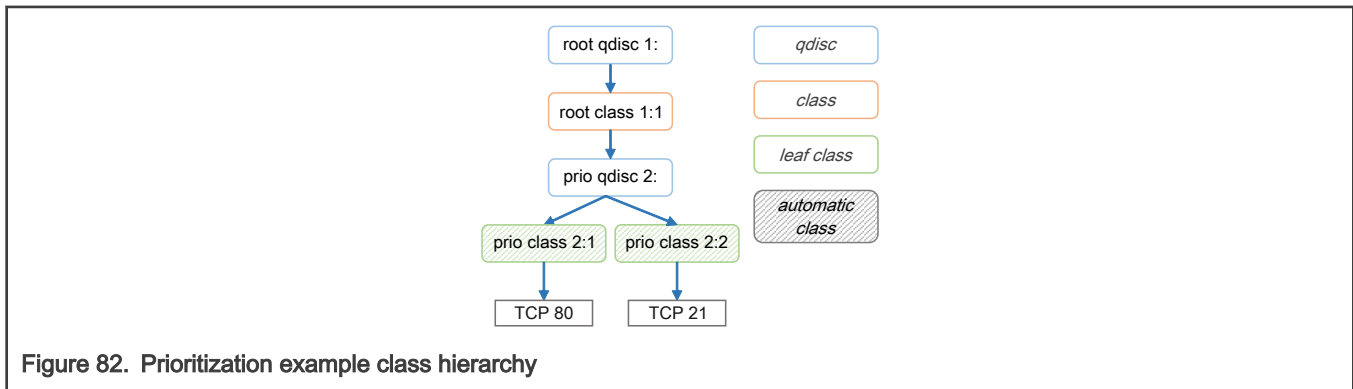 root qdisc 1:
root class 1:1
prio qdisc 2:
prio class 2:1
prio class 2:2
TCP 80
TCP 21
qdisc
class
leaf class
automatic
class
Figure 82. Prioritization example class hierarchy